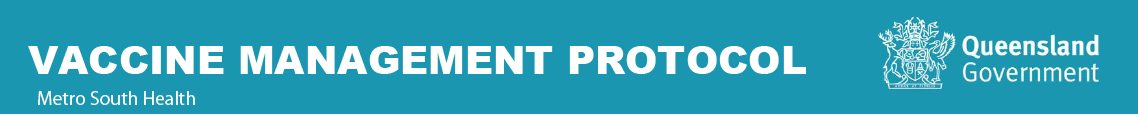 VACCINE MANAGEMENT PROTOCOL
Metro South Health
Queensland
Government